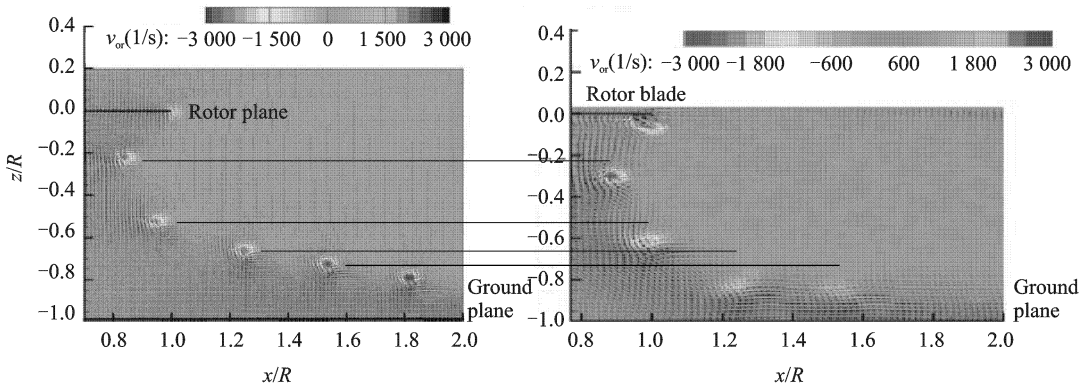 v_or(1/s): −3 000 −1 500 0 1 500 3 000
0.4
0.2
0.0
−0.2
−0.4
−0.6
−0.8
−1.0
z/R
Rotor plane
Ground
plane
0.8 1.0 1.2 1.4 1.6 1.8 2.0
x/R
v_or(1/s): −3 000 −1 800 −600 600 1 800 3 000
0.4
0.2
Rotor blade
0.0
−0.2
−0.4
−0.6
−0.8
−1.0
Ground
plane
0.8 1.0 1.2 1.4 1.6 1.8 2.0
x/R